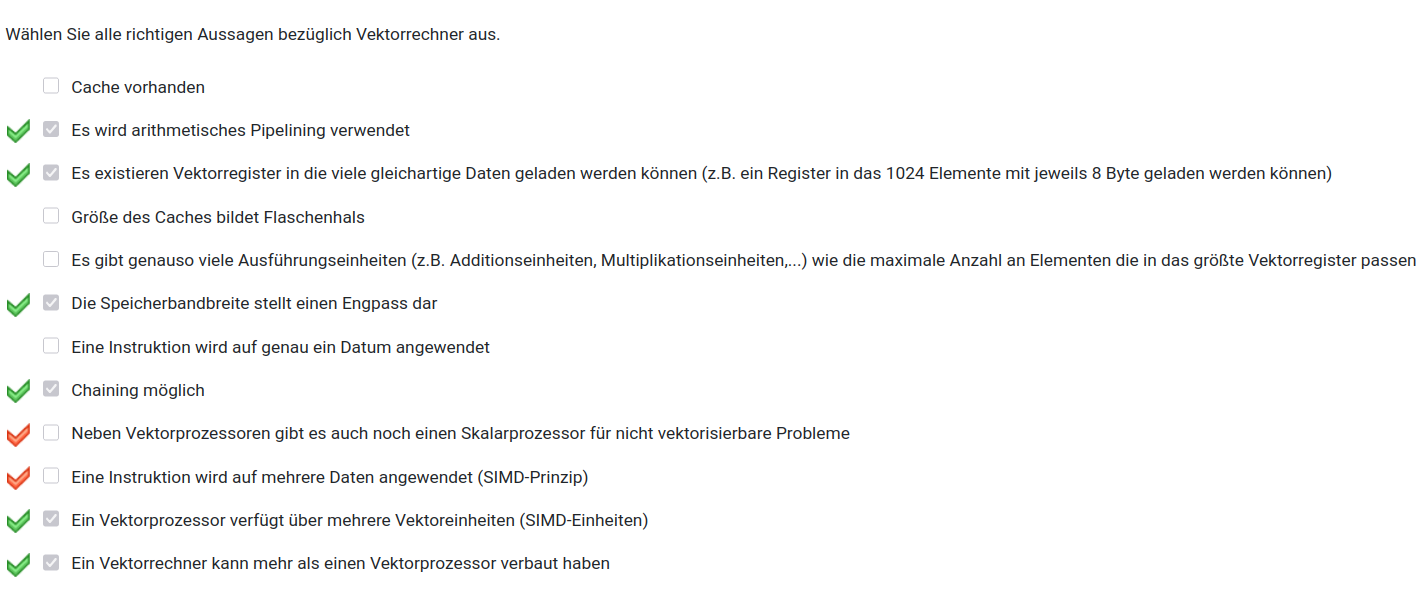 Wählen Sie alle richtigen Aussagen bezüglich Vektorrechner aus.
Cache vorhanden
Es wird arithmetisches Pipelining verwendet
Es existieren Vektorregister in die viele gleichartige Daten geladen werden können (z.B. ein Register in das 1024 Elemente mit jeweils 8 Byte geladen werden können)
Größe des Caches bildet Flaschenhals
Es gibt genauso viele Ausführungseinheiten (z.B. Additionseinheiten, Multiplikationseinheiten,...) wie die maximale Anzahl an Elementen die in das größte Vektorregister passen
Die Speicherbandbreite stellt einen Engpass dar
Eine Instruktion wird auf genau ein Datum angewendet
Chaining möglich
Neben Vektorprozessoren gibt es auch noch einen Skalarprozessor für nicht vektorisierbare Probleme
Eine Instruktion wird auf mehrere Daten angewendet (SIMD-Prinzip)
Ein Vektorprozessor verfügt über mehrere Vektoreinheiten (SIMD-Einheiten)
Ein Vektorrechner kann mehr als einen Vektorprozessor verbaut haben